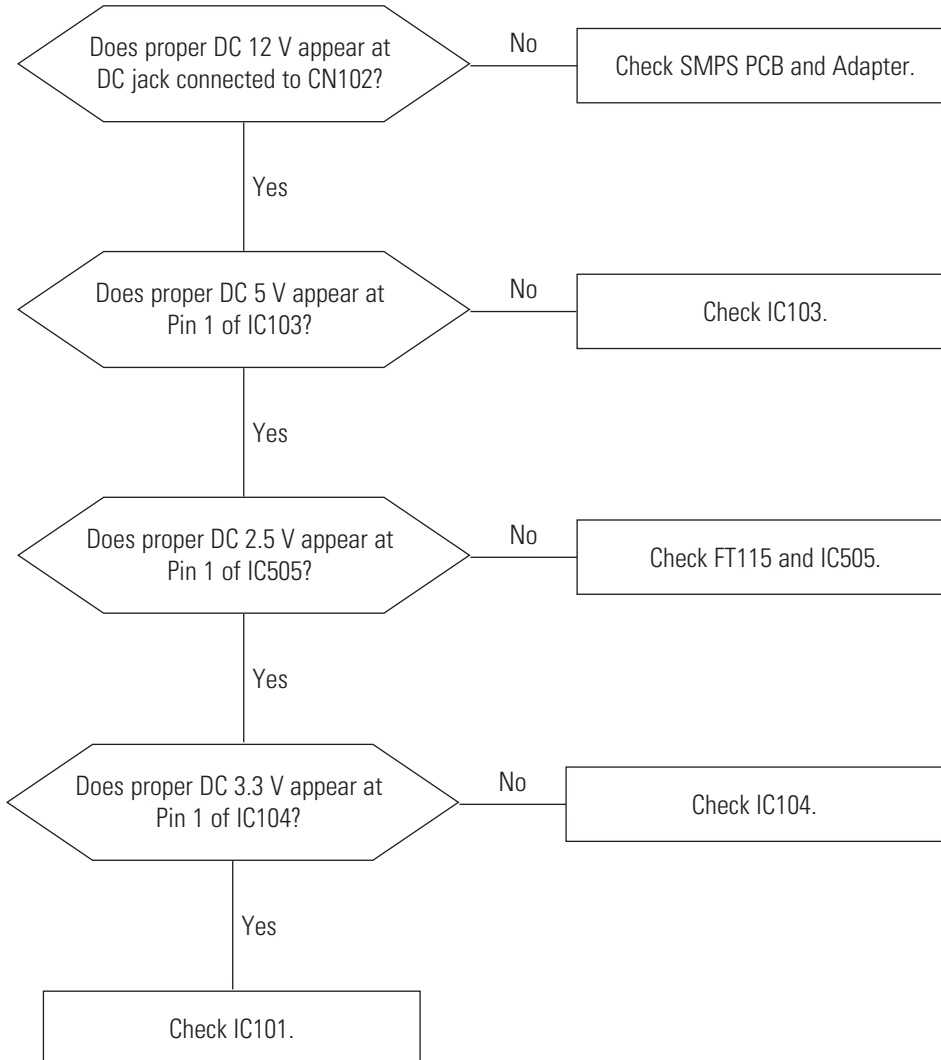 Does proper DC 12 V appear at
DC jack connected to CN102?
No
Check SMPS PCB and Adapter.
Yes
Does proper DC 5 V appear at
Pin 1 of IC103?
No
Check IC103.
Yes
Does proper DC 2.5 V appear at
Pin 1 of IC505?
No
Check FT115 and IC505.
Yes
Does proper DC 3.3 V appear at
Pin 1 of IC104?
No
Check IC104.
Yes
Check IC101.